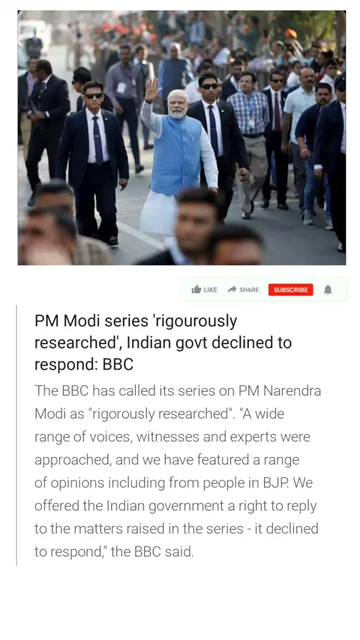 LIKE SHARE SUBSCRIBE
PM Modi series 'rigourously
researched', Indian govt declined to
respond: BBC
The BBC has called its series on PM Narendra
Modi as "rigorously researched". "A wide
range of voices, witnesses and experts were
approached, and we have featured a range
of opinions including from people in BJP. We
offered the Indian government a right to reply
to the matters raised in the series - it declined
to respond," the BBC said.